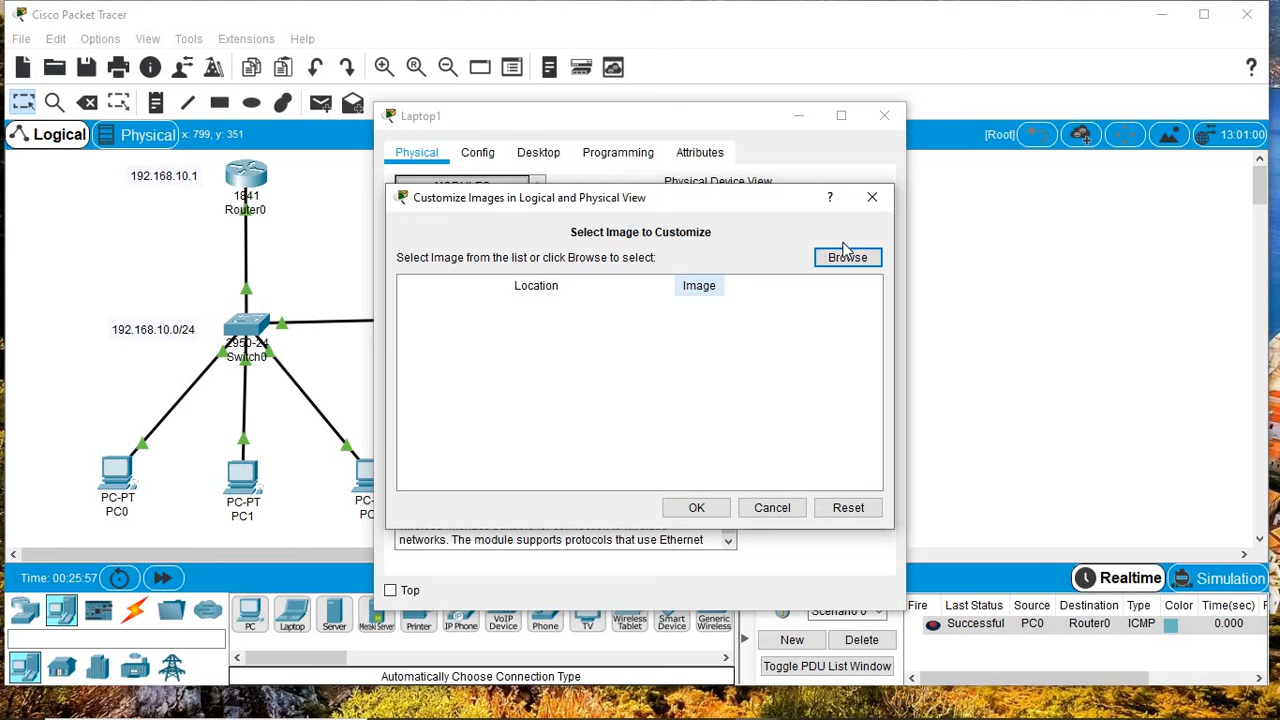 Cisco Packet Tracer
File Edit Options View Tools Extensions Help
Logical Physical x: 799, y: 351 [Root] 13:01:00
Laptop1
Physical Config Desktop Programming Attributes
Physical Device View
Customize Images in Logical and Physical View
Select Image to Customize
Select Image from the list or click Browse to select: Browse
Location Image
OK Cancel Reset
networks. The module supports protocols that use Ethernet
Top
192.168.10.1
1841
Router0
192.168.10.0/24
2950-24
Switch0
PC-PT
PC0
PC-PT
PC1
PC-
PC
Time: 00:25:57 Realtime Simulation
PC Laptop Server Meraki Server Printer IP Phone VoIP Device Phone TV Wireless Tablet Smart Device Generic Wireless
Automatically Choose Connection Type
Scenario 0
New Delete
Toggle PDU List Window
Fire Last Status Source Destination Type Color Time(sec)
Successful PC0 Router0 ICMP 0.000